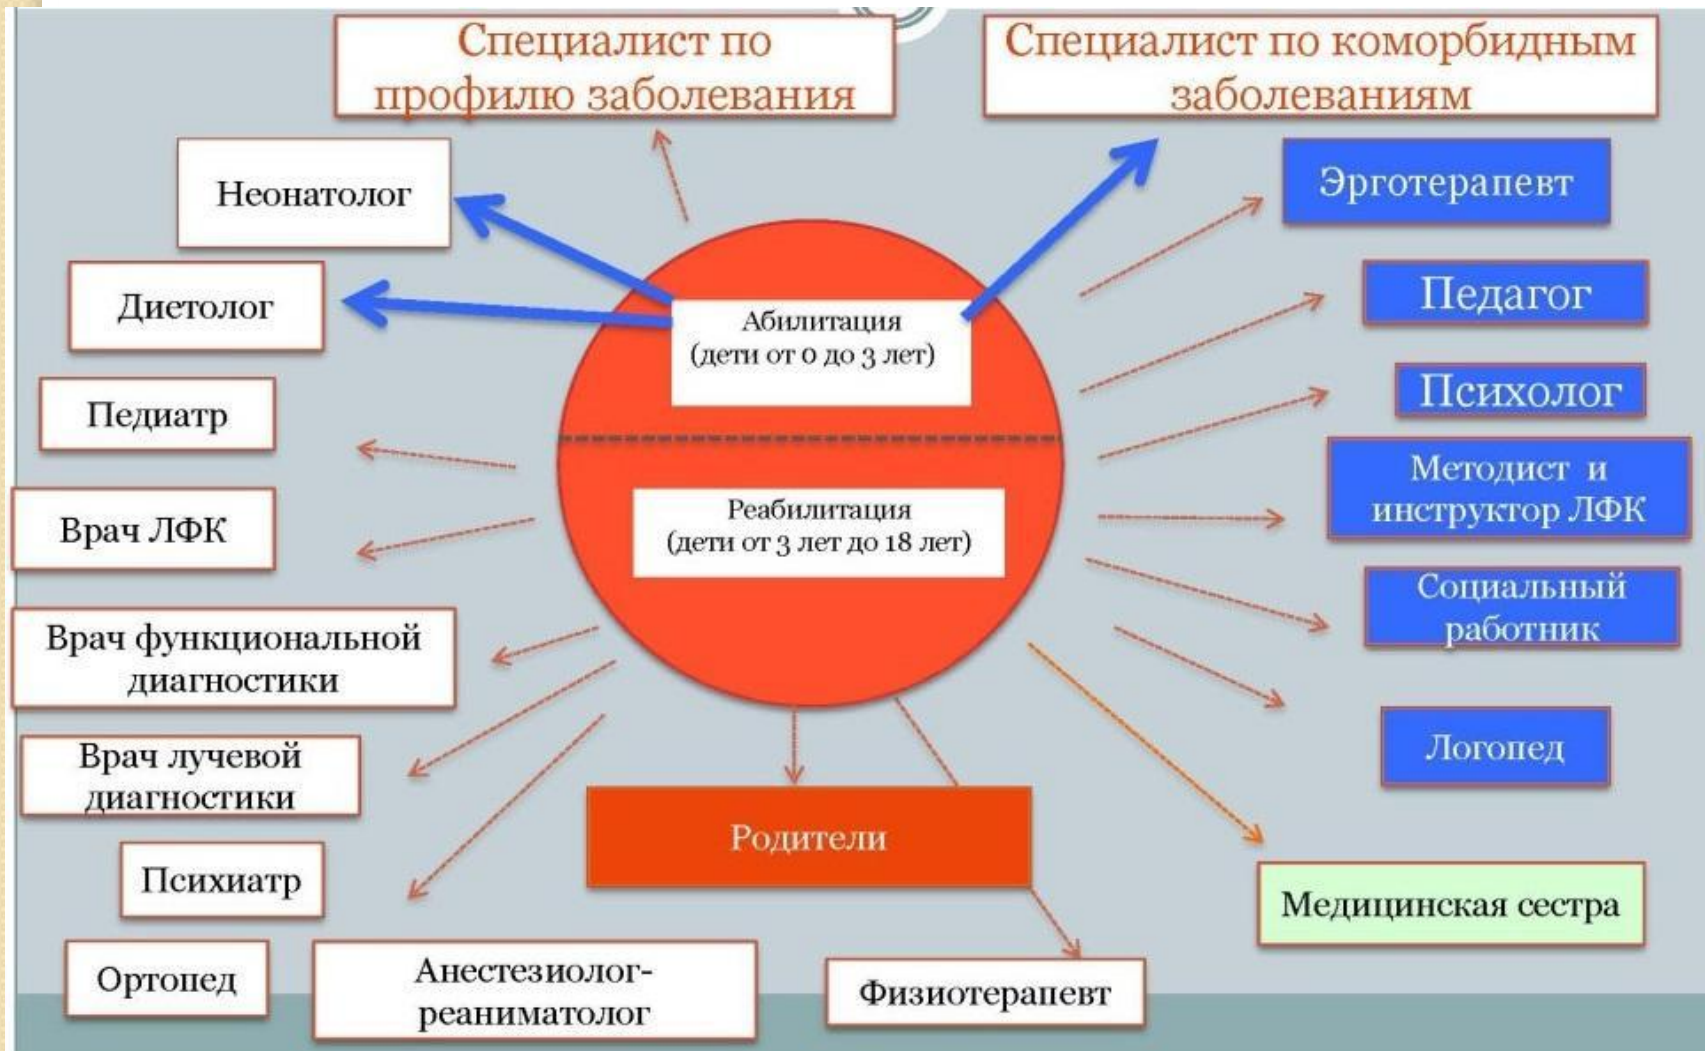 Специалист по
профилю заболевания
Специалист по коморбидным
заболеваниям
Неонатолог
Эрготерапевт
Диетолог
Абилитация
(дети от 0 до 3 лет)
Педагог
Педиатр
Психолог
Врач ЛФК
Реабилитация
(дети от 3 лет до 18 лет)
Методист и
инструктор ЛФК
Врач функциональной
диагностики
Социальный
работник
Врач лучевой
диагностики
Логопед
Родители
Психиатр
Медицинская сестра
Ортопед
Анестезиолог-
реаниматолог
Физиотерапевт